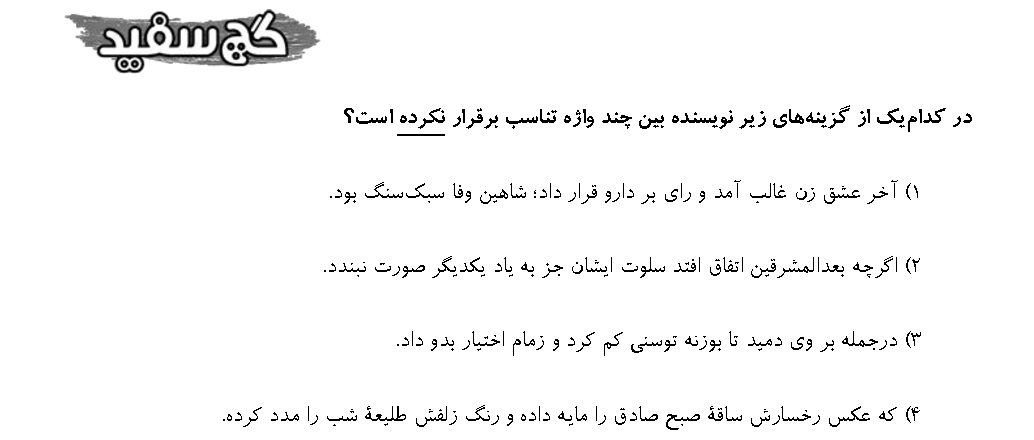 گچ سفید
در کدام‌یک از گزینه‌های زیر نویسنده بین چند واژه تناسب برقرار نکرده است؟
۱) آخر عشق زن غالب آمد و رای بر دارو قرار داد؛ شاهین وفا سبک‌سنگ بود.
۲) اگرچه بعدالمشرقین اتفاق افتد سلوت ایشان جز به یاد یکدیگر صورت نبندد.
۳) درجمله بر وی دمید تا بوزنه توسنی کم کرد و زمام اختیار بدو داد.
۴) که عکس رخسارش ساقهٔ صبح صادق را مایه داده و رنگ زلفش طلیعهٔ شب را مدد کرده.